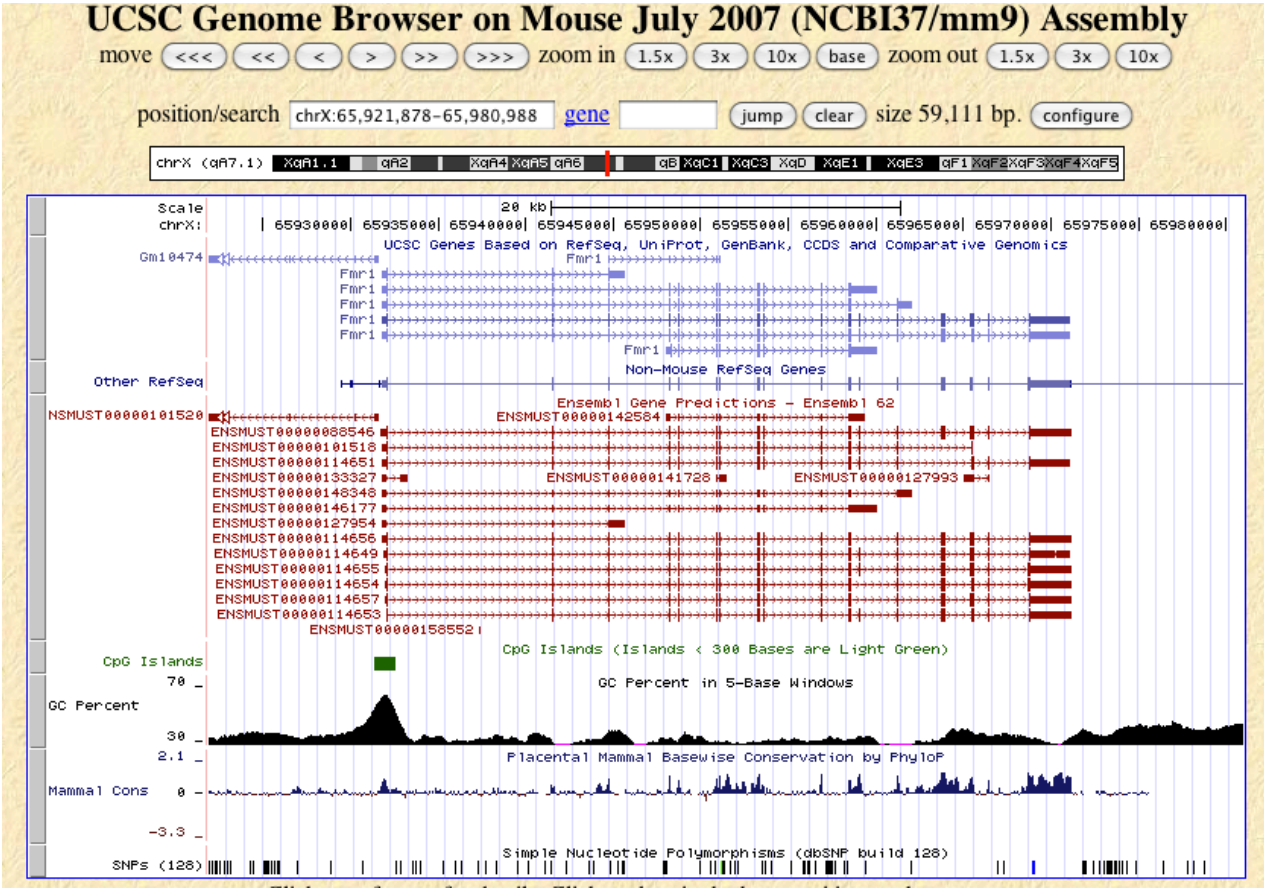 UCSC Genome Browser on Mouse July 2007 (NCBI37/mm9) Assembly
move <<< << < > >> >>> zoom in 1.5x 3x 10x base zoom out 1.5x 3x 10x
position/search chrX:65,921,878-65,980,988 gene jump clear size 59,111 bp. configure
chrX (qA7.1) XqA1.1 qA2 XqA4 XqA5 qA6 qB XqC1 XqC3 XqD XqE1 XqE3 qF1 XqF2 XqF3 XqF4 XqF5
Scale 20 kb
chrX: 65930000 65935000 65940000 65945000 65950000 65955000 65960000 65965000 65970000 65975000 65980000
UCSC Genes Based on RefSeq, UniProt, GenBank, CCDS and Comparative Genomics
Gm10474 Fmr1
Fmr1
Fmr1
Fmr1
Fmr1
Fmr1
Fmr1
Non-Mouse RefSeq Genes
Other RefSeq
Ensembl Gene Predictions - Ensembl 62
NSMUST00000101520 ENSMUST00000142584
ENSMUST00000088546
ENSMUST00000101518
ENSMUST00000114651
ENSMUST00000133327 ENSMUST00000141728 ENSMUST00000127993
ENSMUST00000148348
ENSMUST00000146177
ENSMUST00000127954
ENSMUST00000114656
ENSMUST00000114649
ENSMUST00000114655
ENSMUST00000114654
ENSMUST00000114657
ENSMUST00000114653
ENSMUST00000158552
CpG Islands (Islands < 300 Bases are Light Green)
CpG Islands
GC Percent in 5-Base Windows
70 _
GC Percent
30 _
Placental Mammal Basewise Conservation by PhyloP
2.1 _
Mammal Cons 0 -
-3.3 _
Simple Nucleotide Polymorphisms (dbSNP build 128)
SNPs (128)